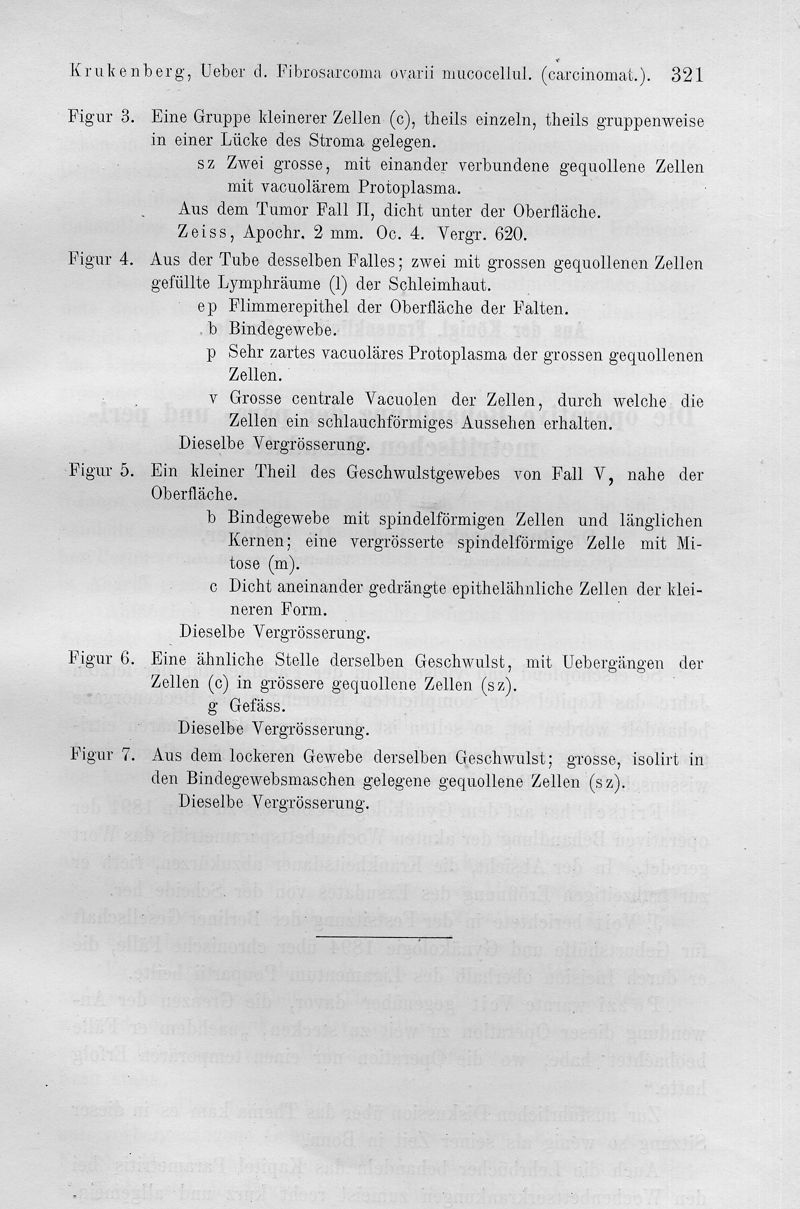 Krukenberg, Ueber d. Fibrosarcoma ovarii mucocellul. (carcinomat.). 321
Figur 3. Eine Gruppe kleinerer Zellen (c), theils einzeln, theils gruppenweise
in einer Lücke des Stroma gelegen.
sz Zwei grosse, mit einander verbundene gequollene Zellen
mit vacuolärem Protoplasma.
Aus dem Tumor Fall II, dicht unter der Oberfläche.
Zeiss, Apochr. 2 mm. Oc. 4. Vergr. 620.
Figur 4. Aus der Tube desselben Falles; zwei mit grossen gequollenen Zellen
gefüllte Lymphräume (l) der Schleimhaut.
ep Flimmerepithel der Oberfläche der Falten.
b Bindegewebe.
p Sehr zartes vacuoläres Protoplasma der grossen gequollenen
Zellen.
v Grosse centrale Vacuolen der Zellen, durch welche die
Zellen ein schlauchförmiges Aussehen erhalten.
Dieselbe Vergrösserung.
Figur 5. Ein kleiner Theil des Geschwulstgewebes von Fall V, nahe der
Oberfläche.
b Bindegewebe mit spindelförmigen Zellen und länglichen
Kernen; eine vergrösserte spindelförmige Zelle mit Mi-
tose (m).
c Dicht aneinander gedrängte epithelähnliche Zellen der klei-
neren Form.
Dieselbe Vergrösserung.
Figur 6. Eine ähnliche Stelle derselben Geschwulst, mit Uebergängen der
Zellen (c) in grössere gequollene Zellen (sz).
g Gefäss.
Dieselbe Vergrösserung.
Figur 7. Aus dem lockeren Gewebe derselben Geschwulst; grosse, isolirt in
den Bindegewebsmaschen gelegene gequollene Zellen (sz).
Dieselbe Vergrösserung.